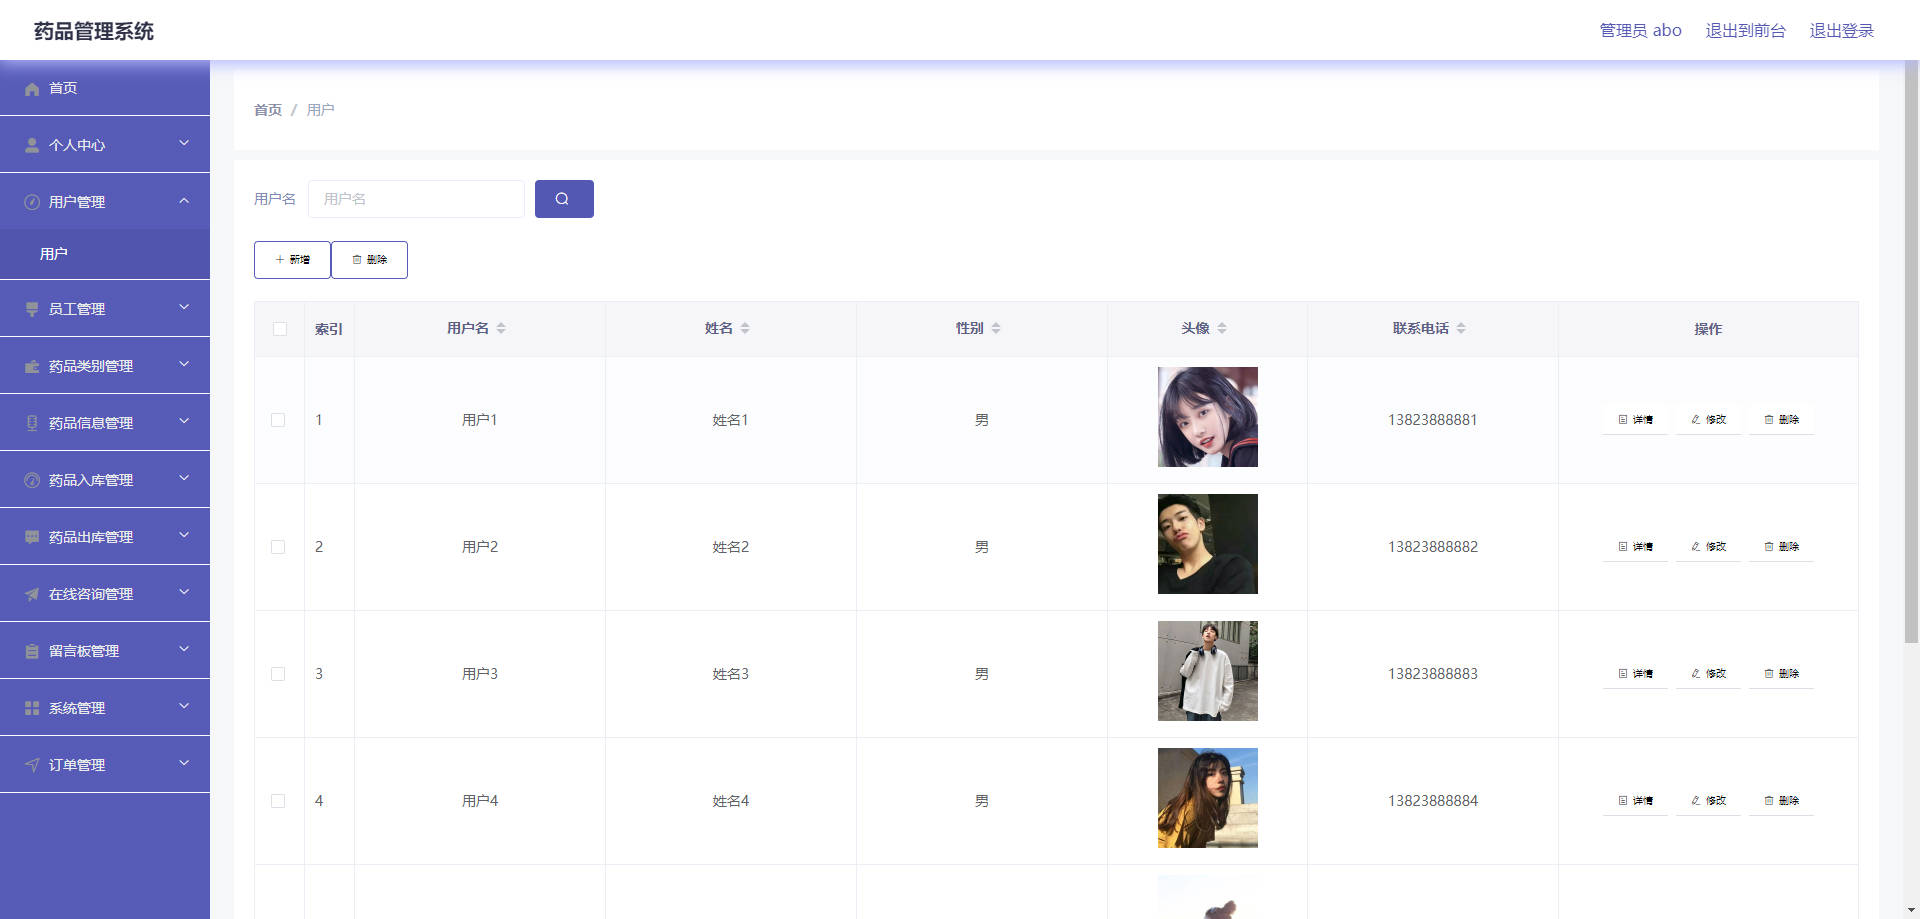 药品管理系统
管理员 abo 退出到前台 退出登录
首页
个人中心
用户管理
用户
员工管理
药品类别管理
药品信息管理
药品入库管理
药品出库管理
在线咨询管理
留言板管理
系统管理
订单管理
首页 / 用户
用户名 用户名
新增 删除
索引 用户名 姓名 性别 头像 联系电话 操作
1 用户1 姓名1 男 13823888881 详情 修改 删除
2 用户2 姓名2 男 13823888882 详情 修改 删除
3 用户3 姓名3 男 13823888883 详情 修改 删除
4 用户4 姓名4 男 13823888884 详情 修改 删除